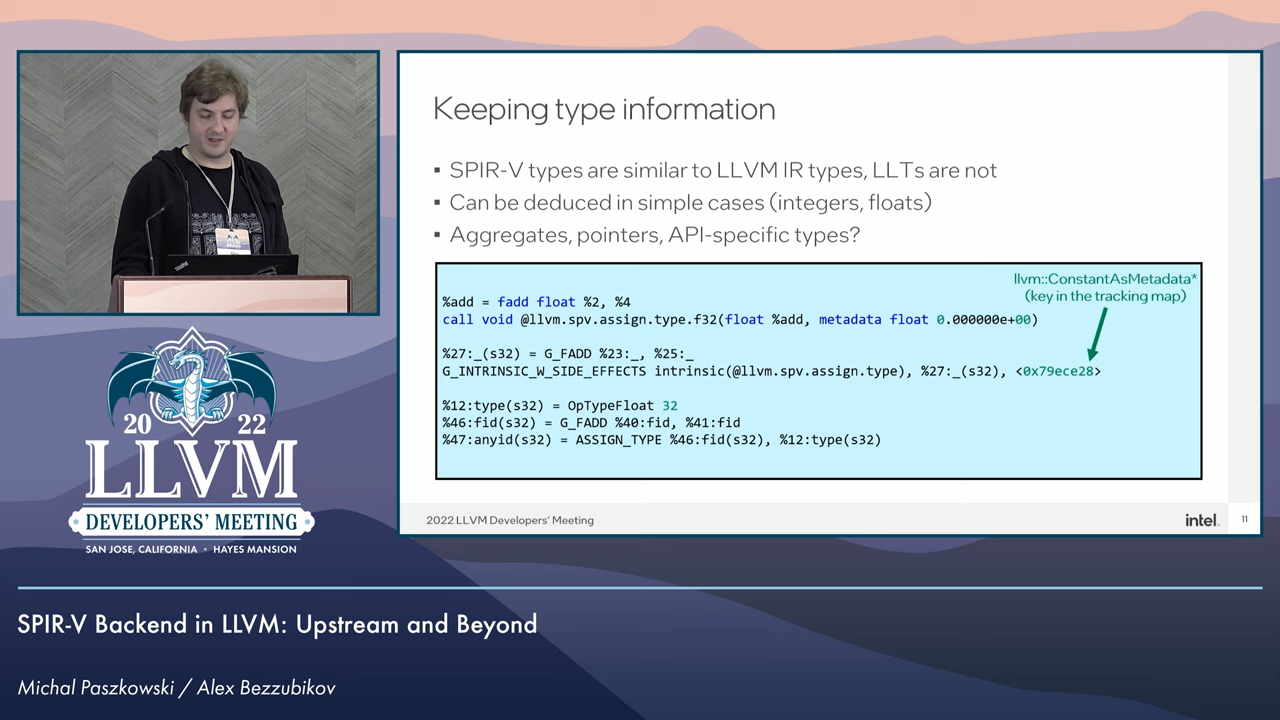 Keeping type information
▪ SPIR-V types are similar to LLVM IR types, LLTs are not
▪ Can be deduced in simple cases (integers, floats)
▪ Aggregates, pointers, API-specific types?
llvm::ConstantAsMetadata*
(key in the tracking map)
%add = fadd float %2, %4
call void @llvm.spv.assign.type.f32(float %add, metadata float 0.000000e+00)
%27:_(s32) = G_FADD %23:_, %25:_
G_INTRINSIC_W_SIDE_EFFECTS intrinsic(@llvm.spv.assign.type), %27:_(s32), <0x79ece28>
%12:type(s32) = OpTypeFloat 32
%46:fid(s32) = G_FADD %40:fid, %41:fid
%47:anyid(s32) = ASSIGN_TYPE %46:fid(s32), %12:type(s32)
2022 LLVM Developers' Meeting
intel.
11
20 22
LLVM
DEVELOPERS' MEETING
SAN JOSE, CALIFORNIA • HAYES MANSION
SPIR-V Backend in LLVM: Upstream and Beyond
Michal Paszkowski / Alex Bezzubikov